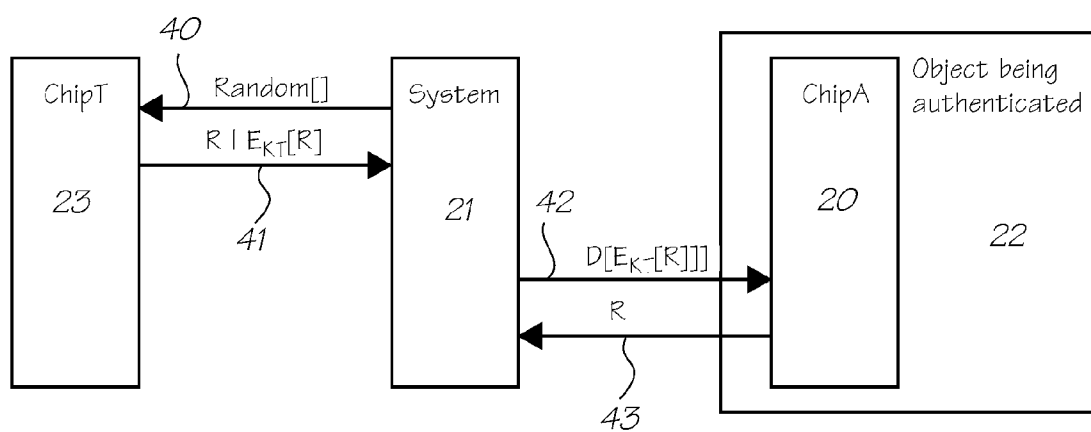 40
ChipT
Random[]
System
ChipA
Object being
authenticated
R | E_KT[R]
23
41
21
42
20
22
D[E_KT[R]]]
R
43